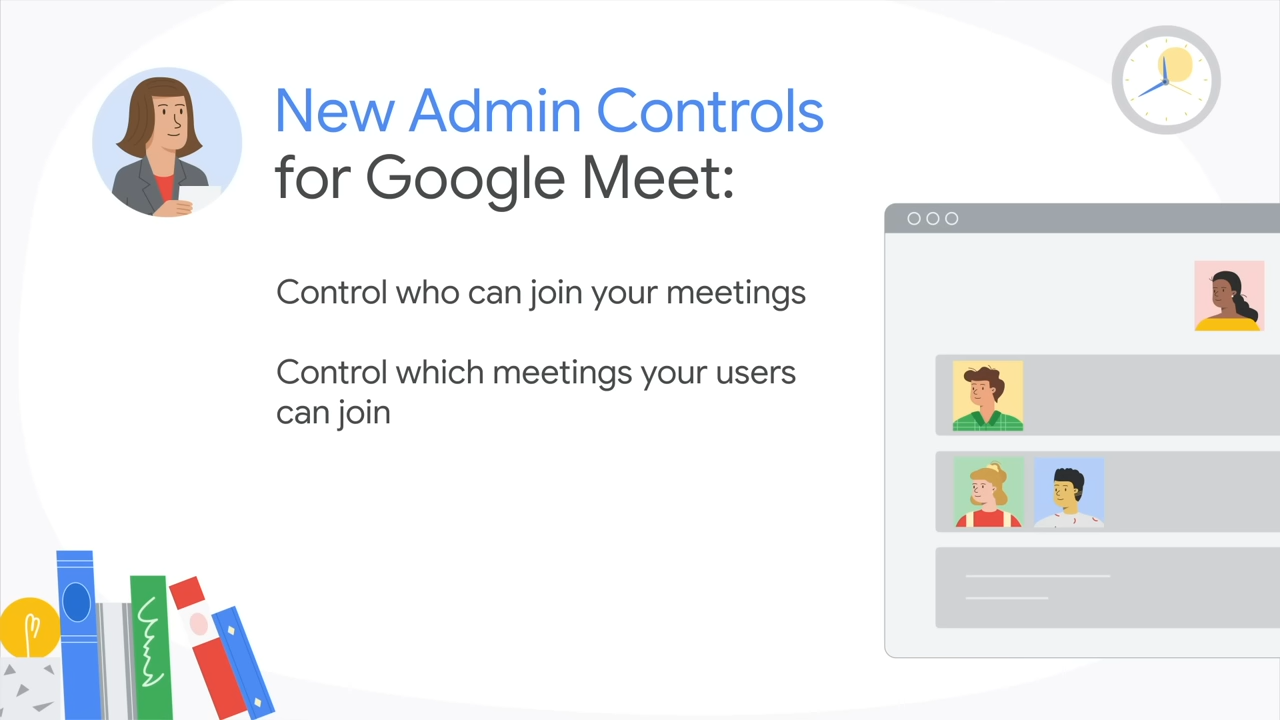 New Admin Controls
for Google Meet:
Control who can join your meetings
Control which meetings your users
can join